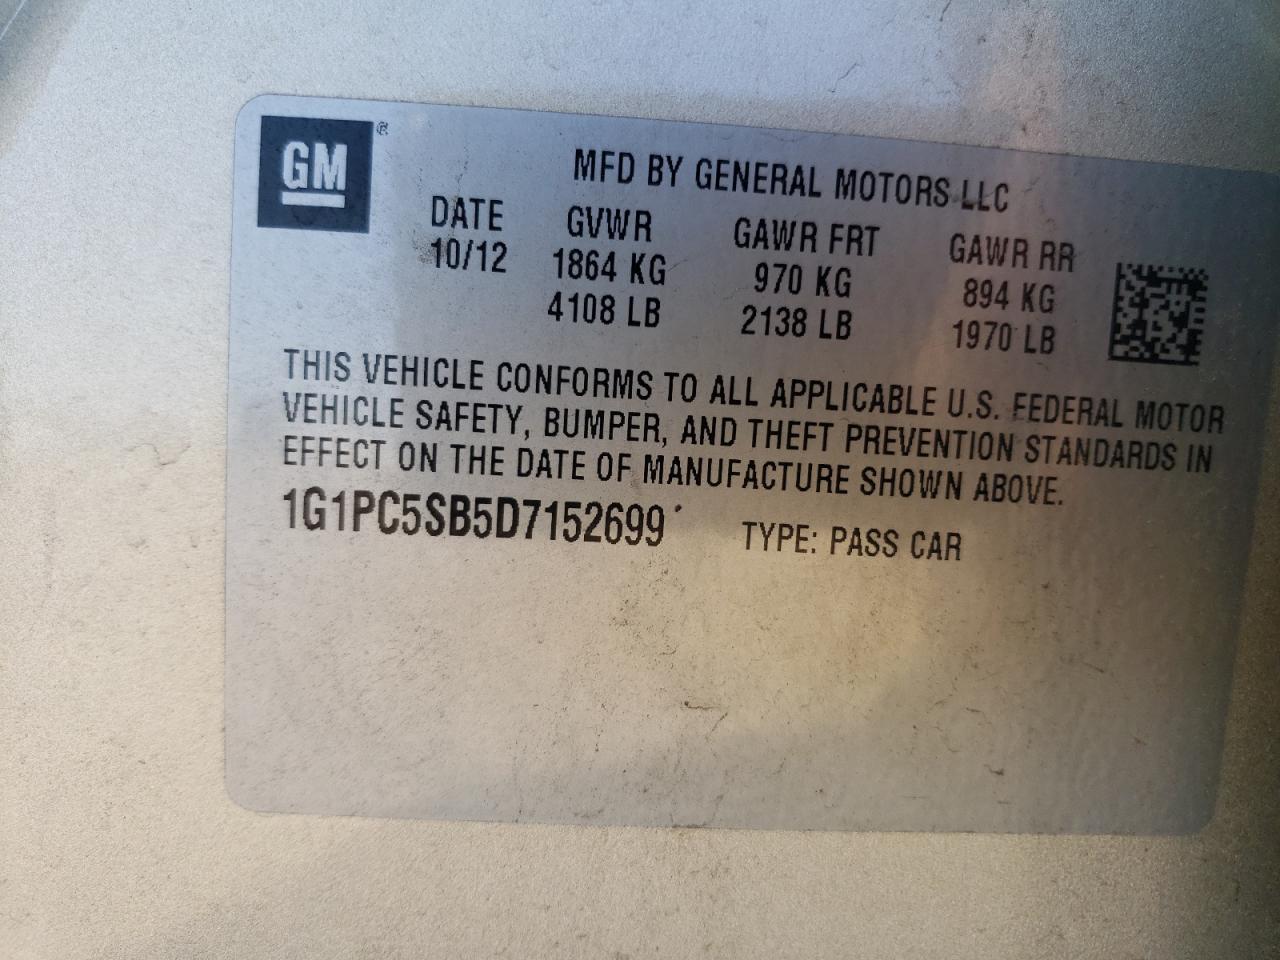 GM ®
MFD BY GENERAL MOTORS LLC
DATE GVWR GAWR FRT GAWR RR
10/12 1864 KG 970 KG 894 KG
4108 LB 2138 LB 1970 LB
THIS VEHICLE CONFORMS TO ALL APPLICABLE U.S. FEDERAL MOTOR
VEHICLE SAFETY, BUMPER, AND THEFT PREVENTION STANDARDS IN
EFFECT ON THE DATE OF MANUFACTURE SHOWN ABOVE.
1G1PC5SB5D7152699 TYPE: PASS CAR